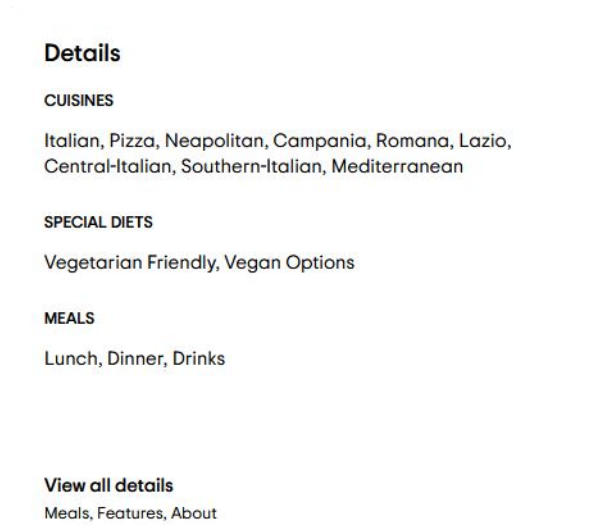 Details
CUISINES
Italian, Pizza, Neapolitan, Campania, Romana, Lazio,
Central-Italian, Southern-Italian, Mediterranean
SPECIAL DIETS
Vegetarian Friendly, Vegan Options
MEALS
Lunch, Dinner, Drinks
View all details
Meals, Features, About